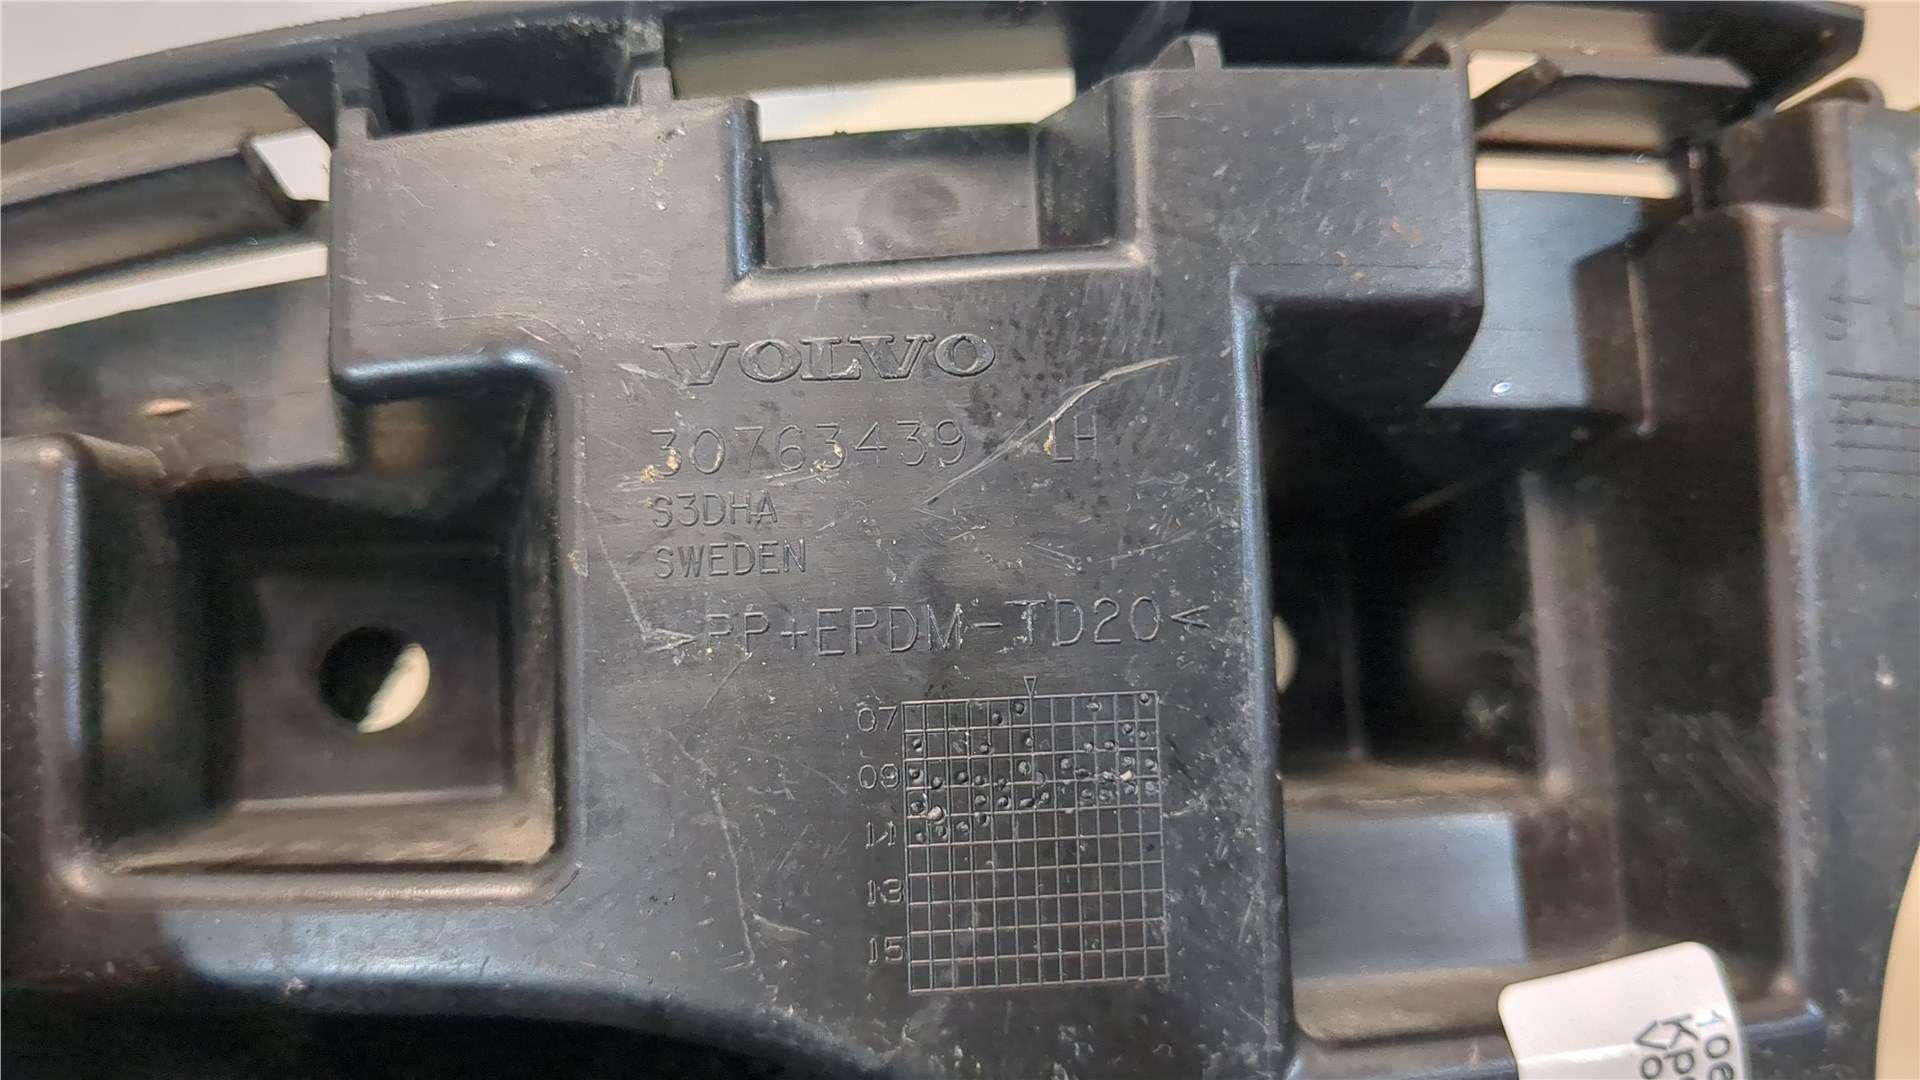 VOLVO
30763439 LH
S3DHA
SWEDEN
>PP+EPDM-TD20<
07
09
11
13
15